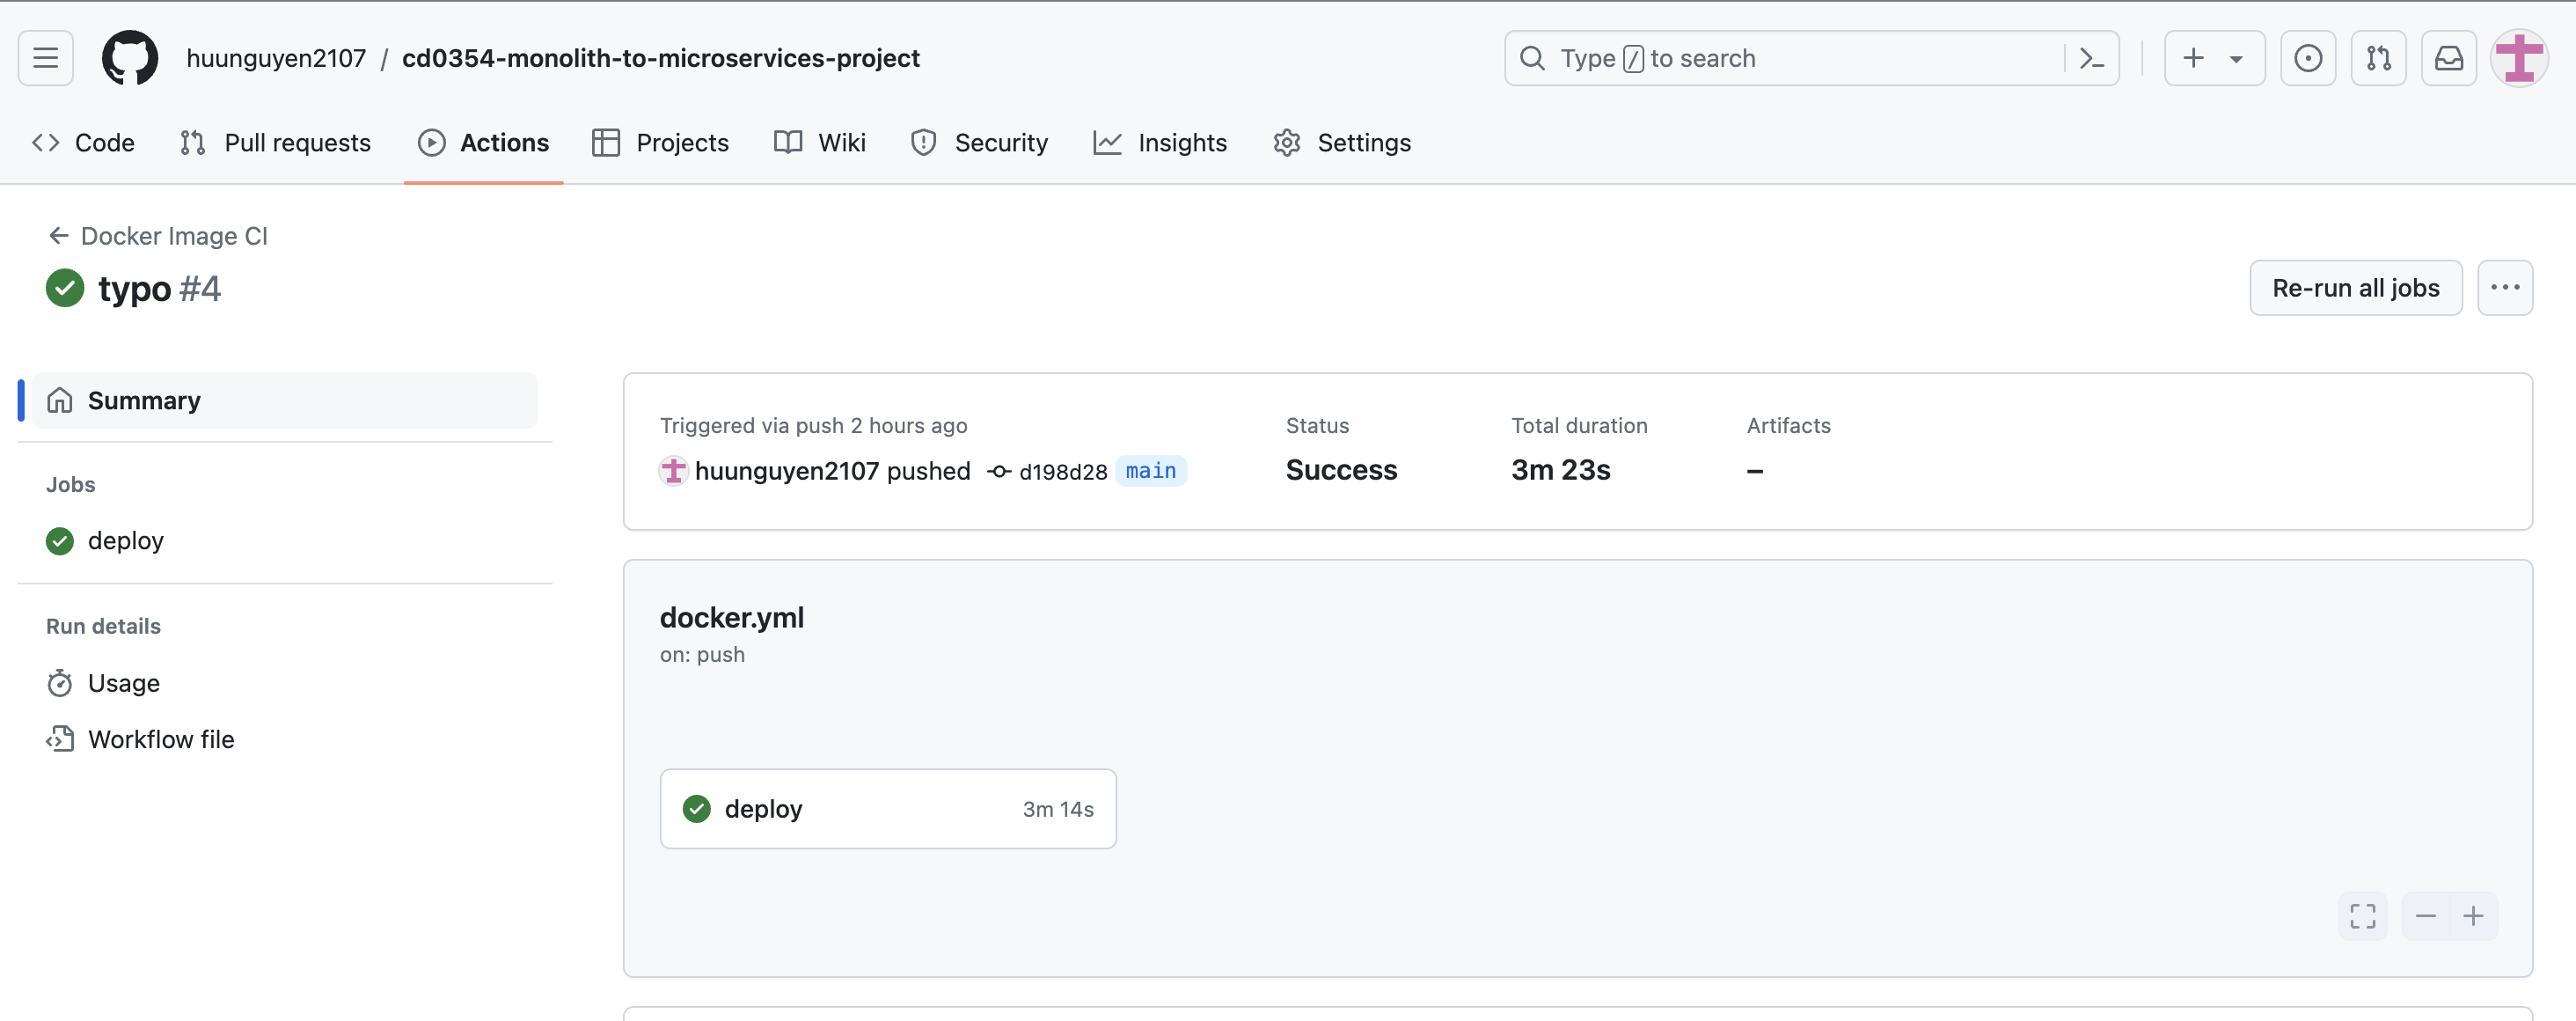 huunguyen2107 / cd0354-monolith-to-microservices-project
Type / to search
Code Pull requests Actions Projects Wiki Security Insights Settings
Docker Image CI
typo #4
Re-run all jobs
Summary
Jobs
deploy
Run details
Usage
Workflow file
Triggered via push 2 hours ago
huunguyen2107 pushed d198d28 main
Status
Success
Total duration
3m 23s
Artifacts
–
docker.yml
on: push
deploy 3m 14s